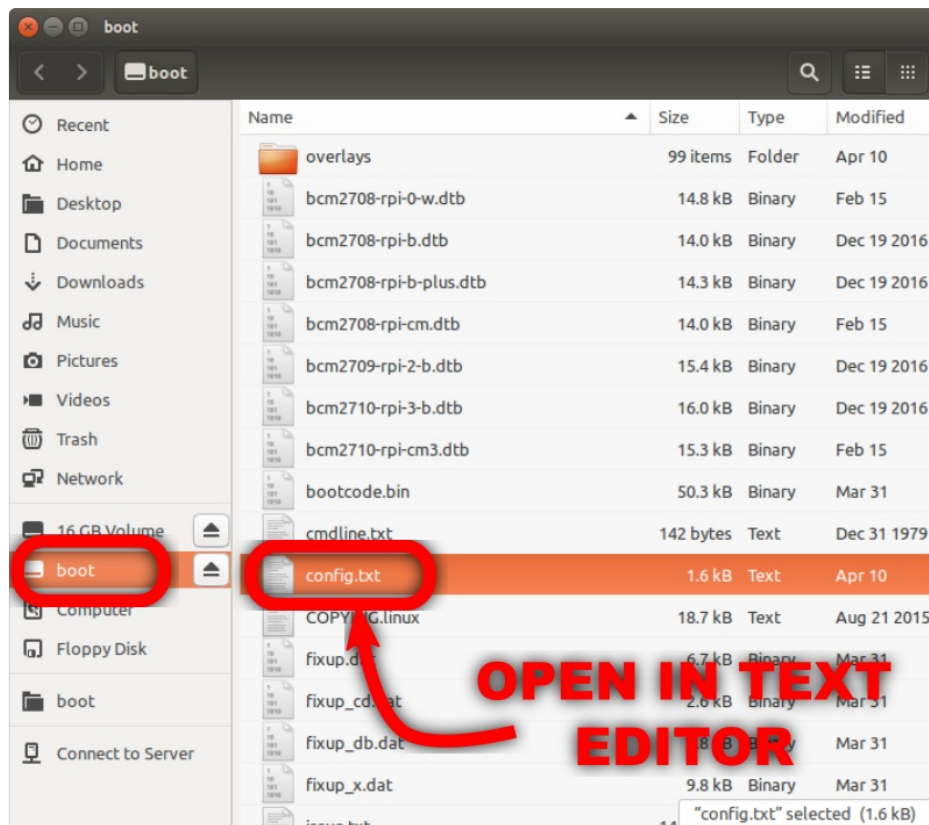 boot
boot
Name Size Type Modified
Recent
Home
Desktop
Documents
Downloads
Music
Pictures
Videos
Trash
Network
16 GB Volume
boot
Computer
Floppy Disk
boot
Connect to Server
overlays 99 items Folder Apr 10
bcm2708-rpi-0-w.dtb 14.8 kB Binary Feb 15
bcm2708-rpi-b.dtb 14.0 kB Binary Dec 19 2016
bcm2708-rpi-b-plus.dtb 14.3 kB Binary Dec 19 2016
bcm2708-rpi-cm.dtb 14.0 kB Binary Feb 15
bcm2709-rpi-2-b.dtb 15.4 kB Binary Dec 19 2016
bcm2710-rpi-3-b.dtb 16.0 kB Binary Dec 19 2016
bcm2710-rpi-cm3.dtb 15.3 kB Binary Feb 15
bootcode.bin 50.3 kB Binary Mar 31
cmdline.txt 142 bytes Text Dec 31 1979
config.txt 1.6 kB Text Apr 10
COPYING.linux 18.7 kB Text Aug 21 2015
fixup.dat 6.7 kB Binary Mar 31
fixup_cd.dat 2.6 kB Binary Mar 31
fixup_db.dat Mar 31
fixup_x.dat 9.8 kB Binary Mar 31
OPEN IN TEXT
EDITOR
"config.txt" selected (1.6 kB)